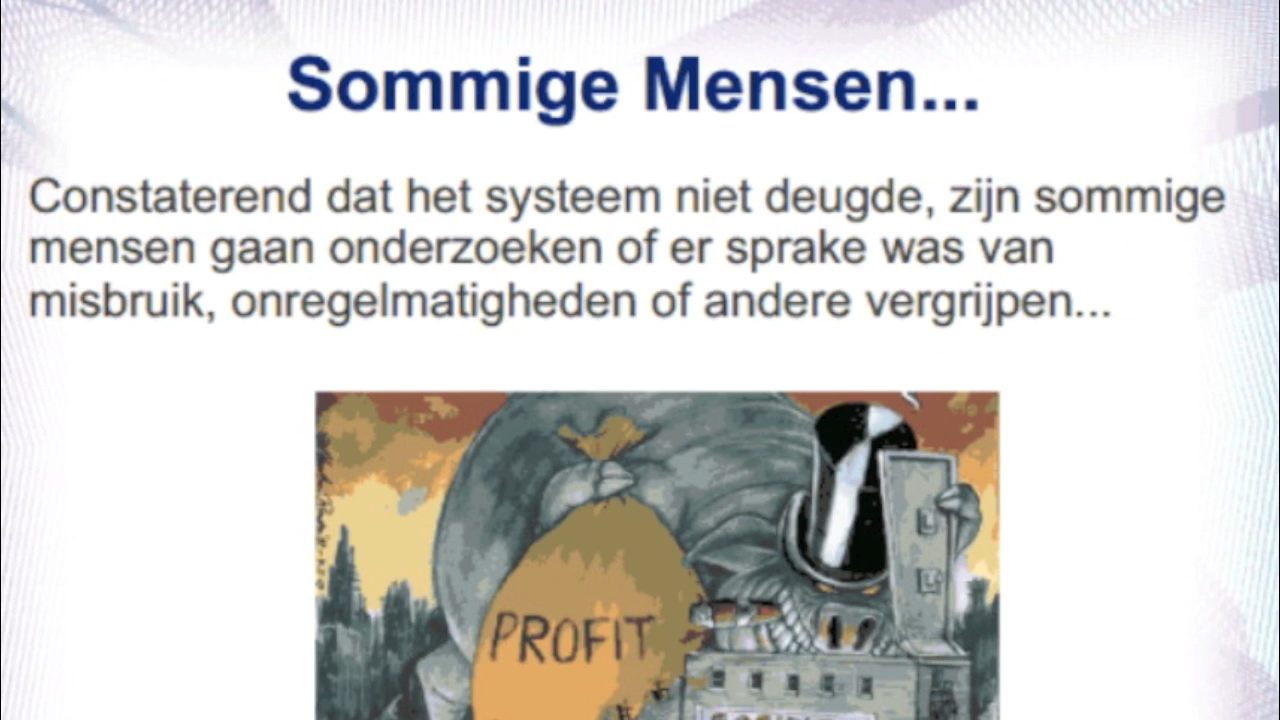 Sommige Mensen...
Constaterend dat het systeem niet deugde, zijn sommige
mensen gaan onderzoeken of er sprake was van
misbruik, onregelmatigheden of andere vergrijpen...
PROFIT